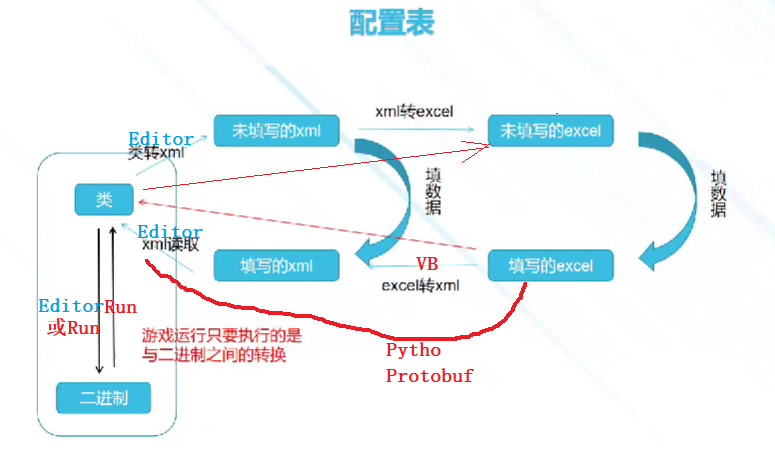 配置表
xml转excel
未填写的xml
未填写的excel
Editor
类转xml
填数据
填数据
类
Editor
xml读取
填写的xml
VB
excel转xml
填写的excel
Editor
或Run
Run
游戏运行只要执行的是
与二进制之间的转换
Pytho
Protobuf
二进制